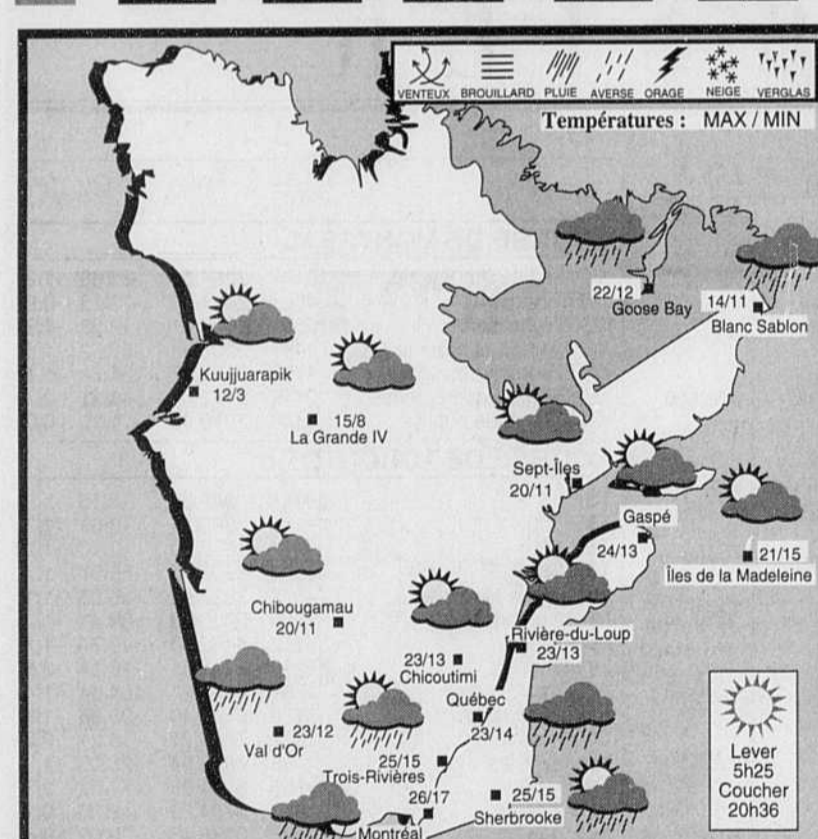 VENTEUX BROUILLARD PLUIE AVERSE ORAGE NEIGE VERGLAS
Températures : MAX / MIN
22/12
Goose Bay
14/11
Blanc Sablon
Kuujjuarapik
12/3
15/8
La Grande IV
Sept-Îles
20/11
Gaspé
24/13
21/15
Îles de la Madeleine
Chibougamau
20/11
Rivière-du-Loup
23/13
23/13
Chicoutimi
Québec
23/14
23/12
Val d'Or
25/15
Trois-Rivières
26/17
Montréal
25/15
Sherbrooke
Lever
5h25
Coucher
20h36